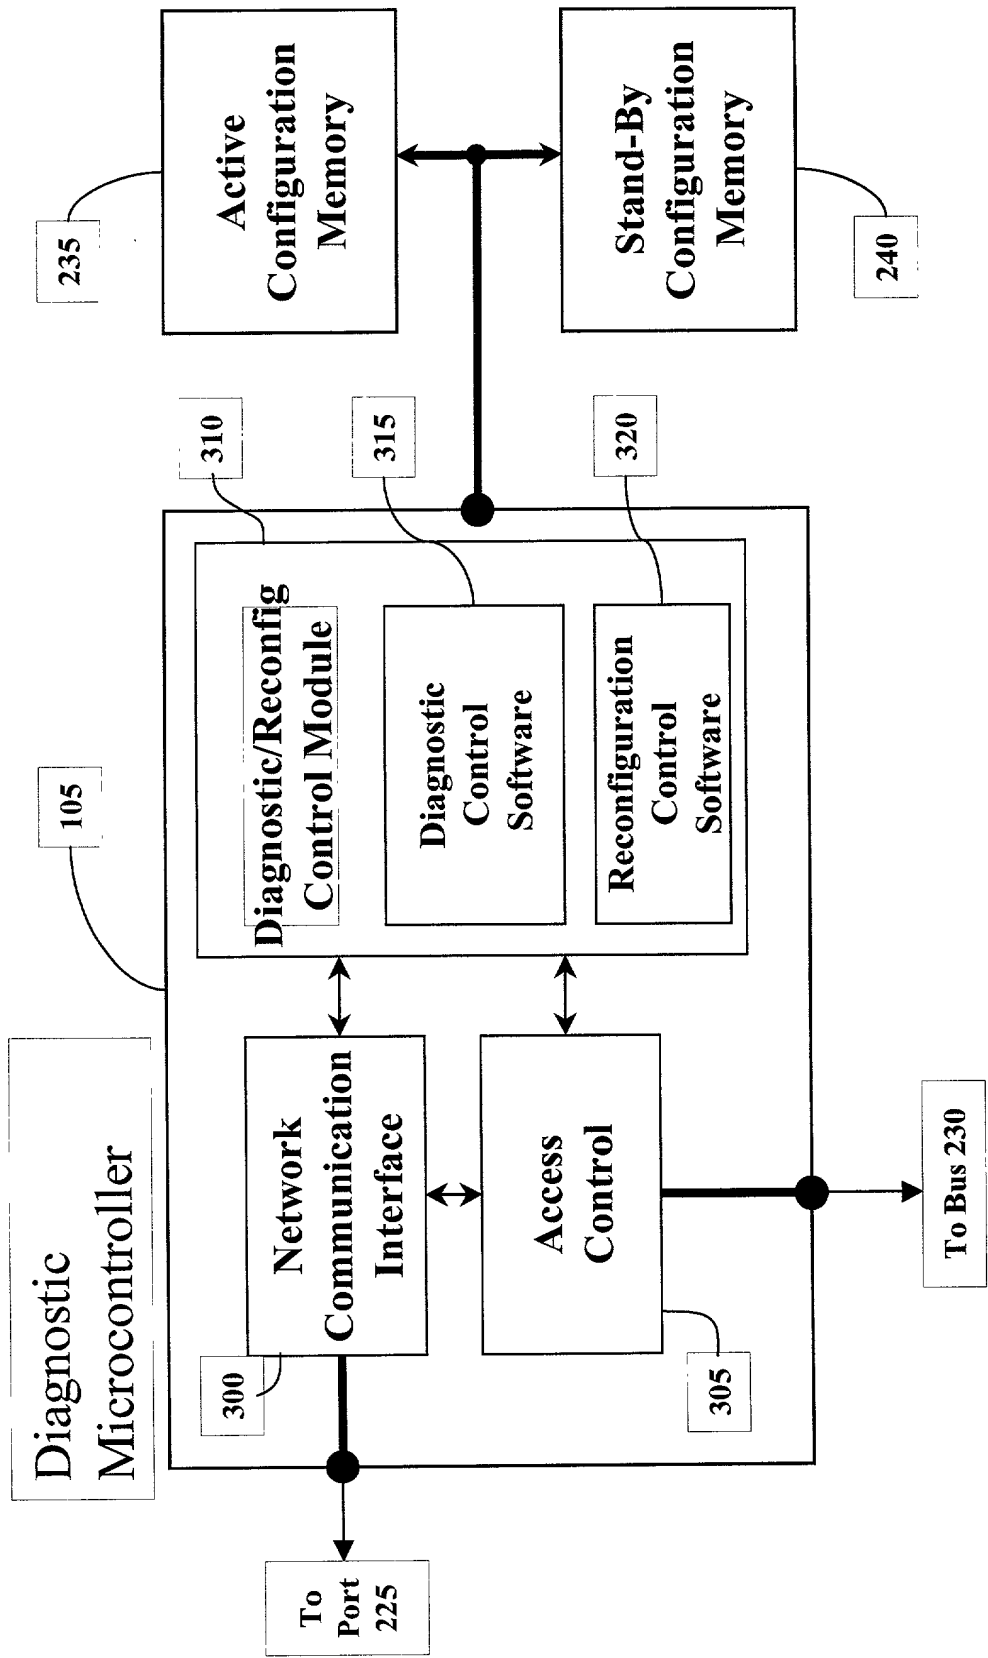 Diagnostic
Microcontroller
105
235
Active
Configuration
Memory
310
Diagnostic/Reconfig
Control Module
315
Diagnostic
Control
Software
320
Reconfiguration
Control
Software
300
Network
Communication
Interface
305
Access
Control
To
Port
225
To Bus 230
Stand-By
Configuration
Memory
240